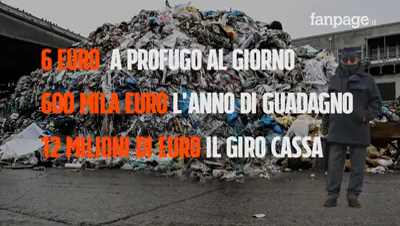 fanpage.it
6 EURO A PROFUGO AL GIORNO
600 MILA EURO L'ANNO DI GUADAGNO
12 MILIONI DI EURO IL GIRO CASSA